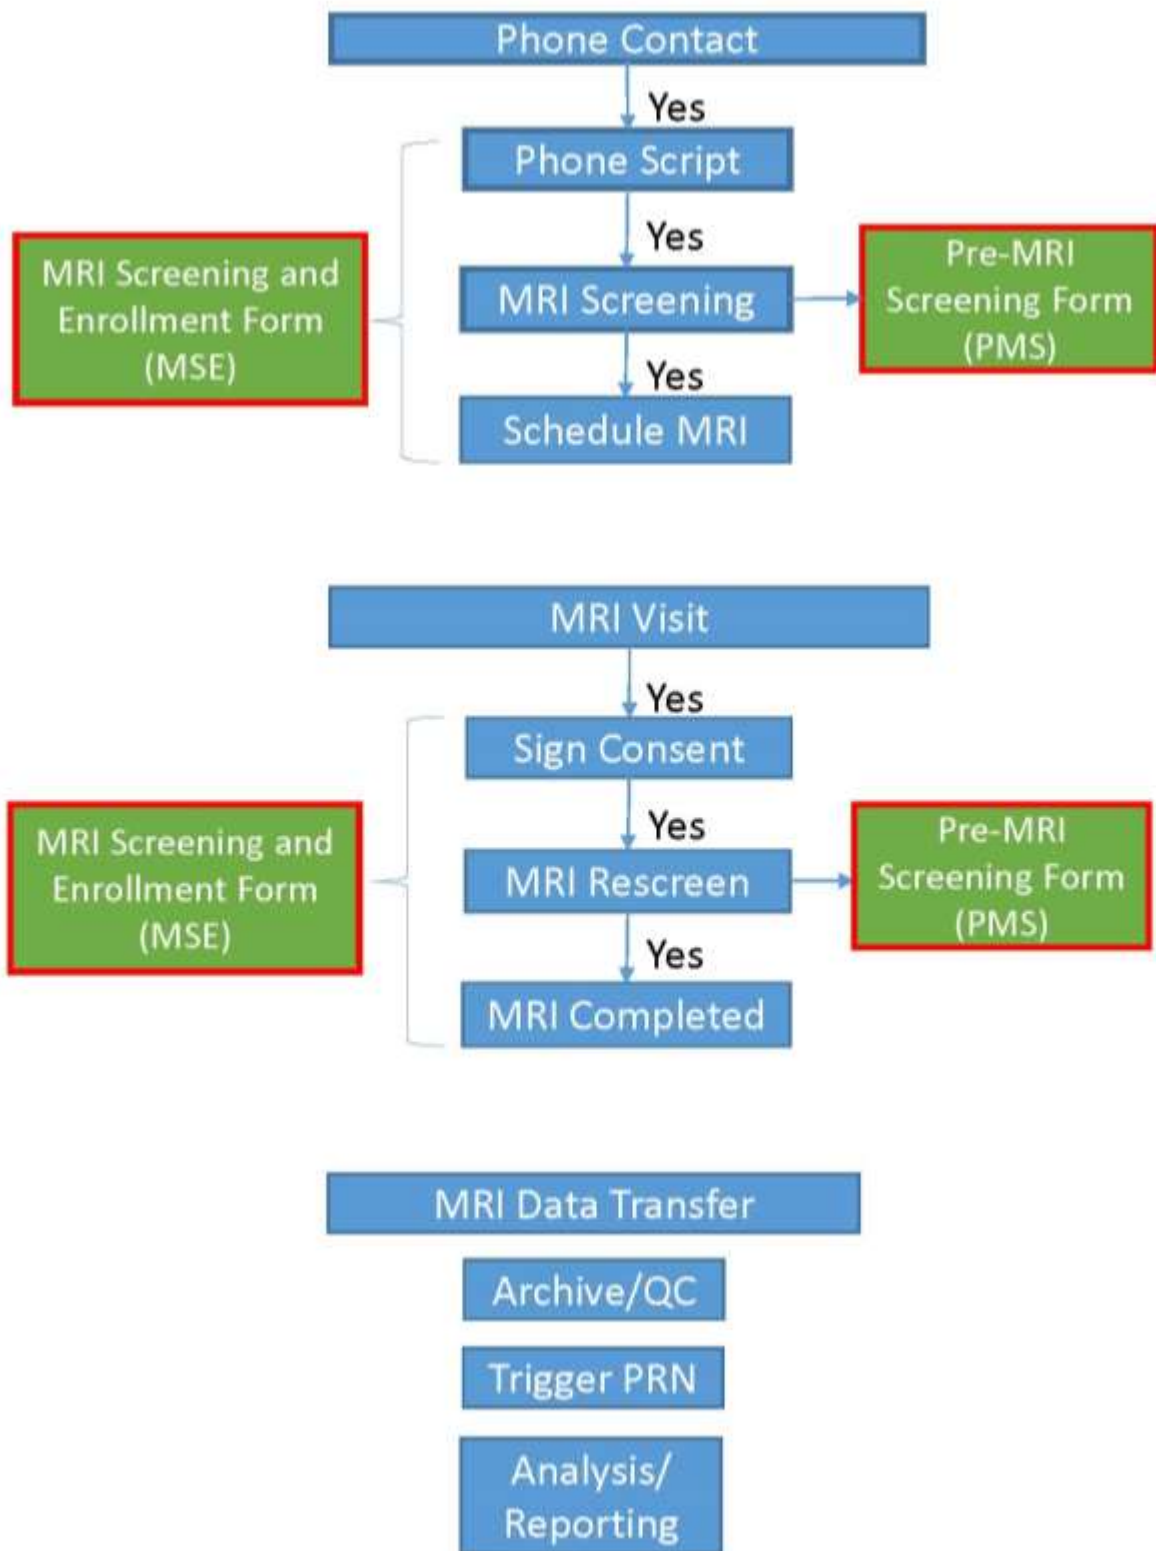 Phone Contact
Yes
Phone Script
Yes
MRI Screening and
Enrollment Form
(MSE)
MRI Screening
Pre-MRI
Screening Form
(PMS)
Yes
Schedule MRI
MRI Visit
Yes
Sign Consent
Yes
MRI Screening and
Enrollment Form
(MSE)
MRI Rescreen
Pre-MRI
Screening Form
(PMS)
Yes
MRI Completed
MRI Data Transfer
Archive/QC
Trigger PRN
Analysis/
Reporting